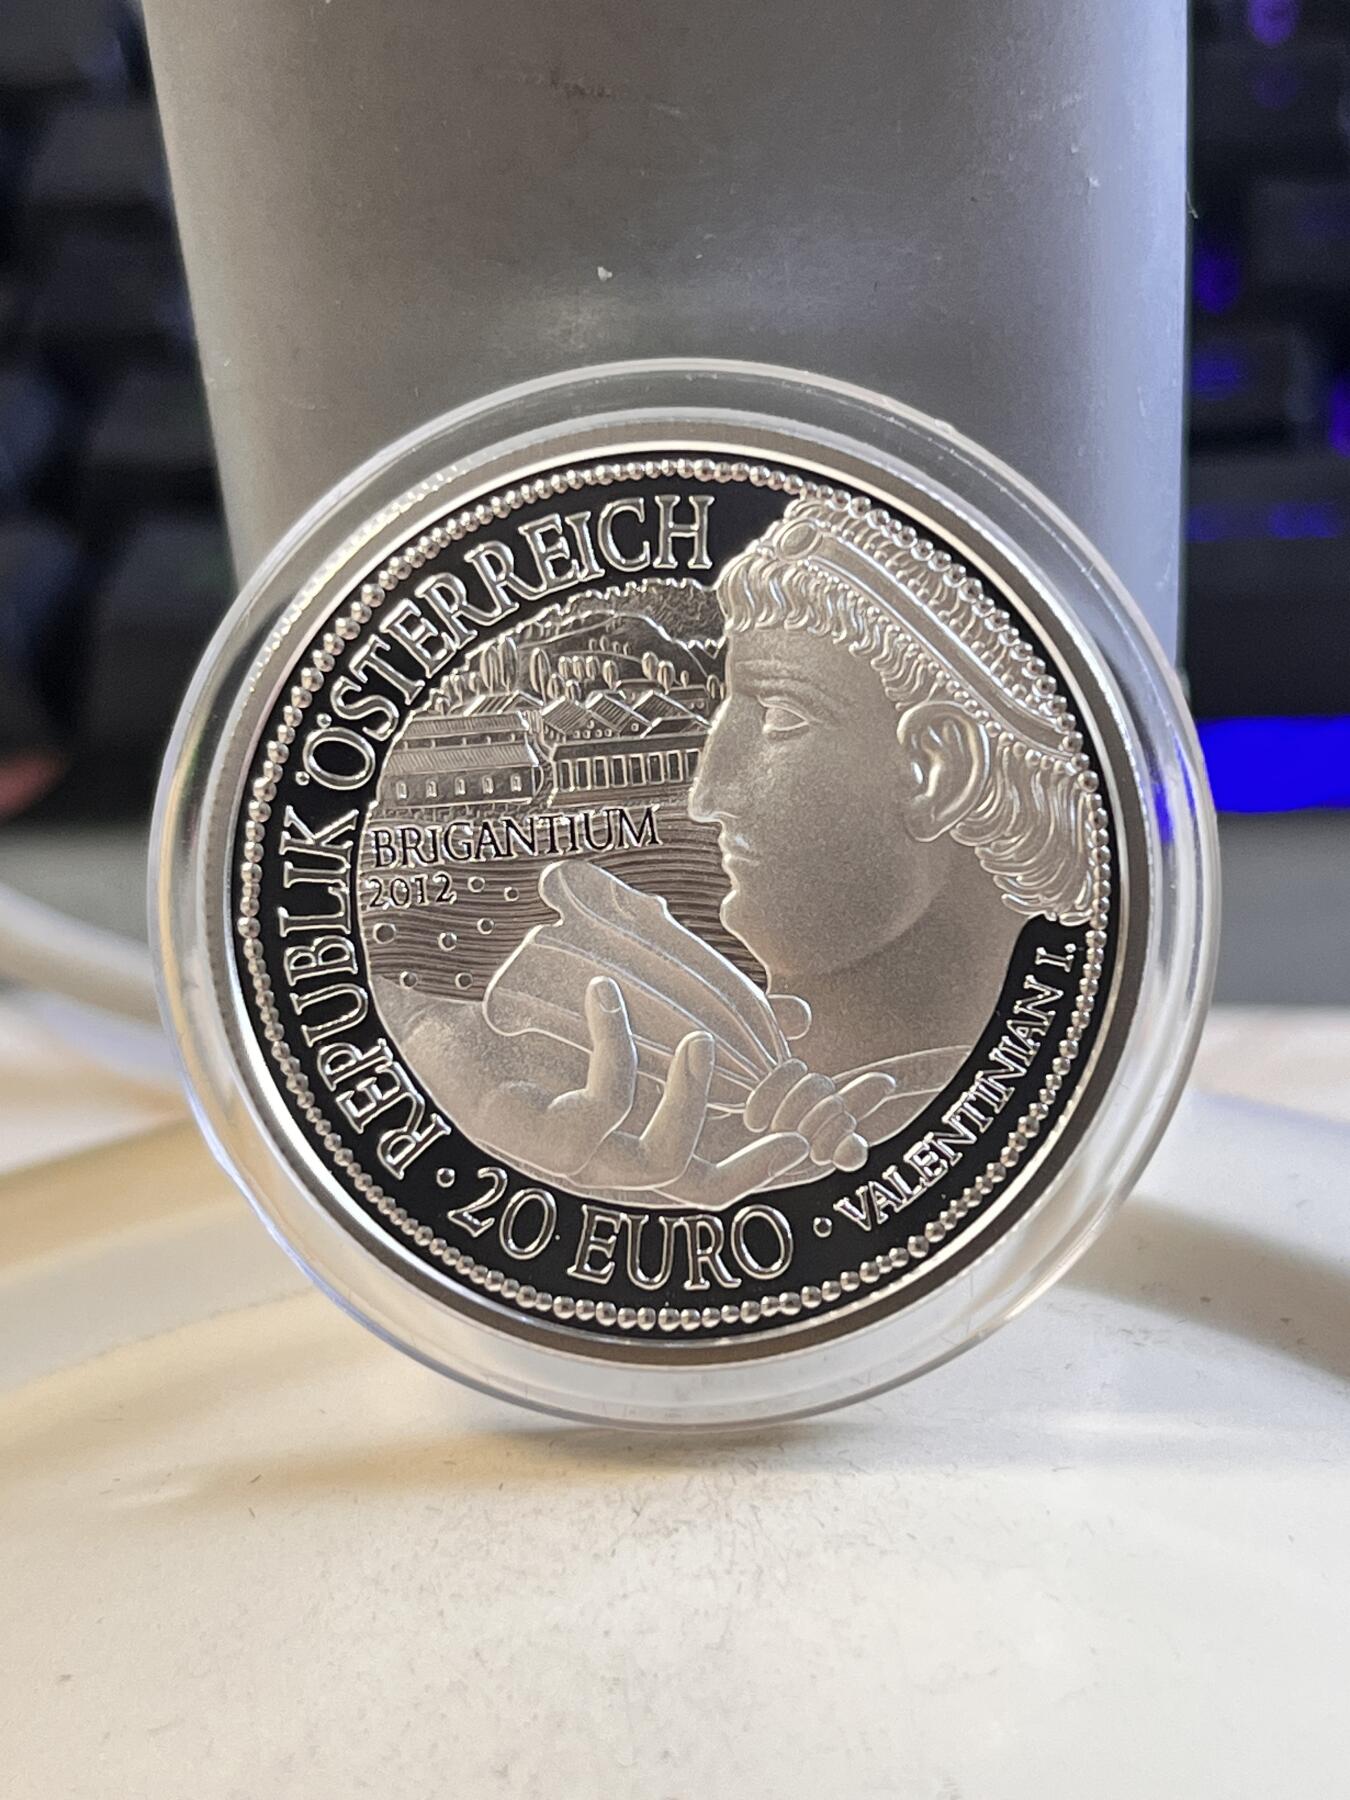 REPUBLIK ÖSTERREICH
BRIGANTIUM
2012
· 20 EURO ·
VALENTINIAN I.